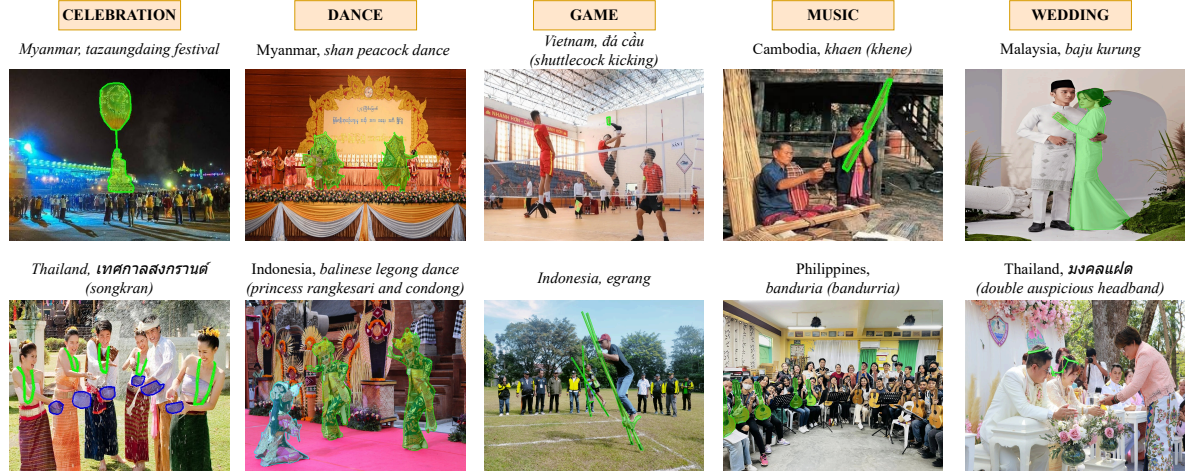 CELEBRATION
DANCE
GAME
MUSIC
WEDDING
Myanmar, tazaungdaing festival
Myanmar, shan peacock dance
Vietnam, đá cầu
(shuttlecock kicking)
Cambodia, khaen (khene)
Malaysia, baju kurung
Thailand, เทศกาลสงกรานต์
(songkran)
Indonesia, balinese legong dance
(princess rangkesari and condong)
Indonesia, egrang
Philippines,
banduria (bandurria)
Thailand, มงคลแฝด
(double auspicious headband)